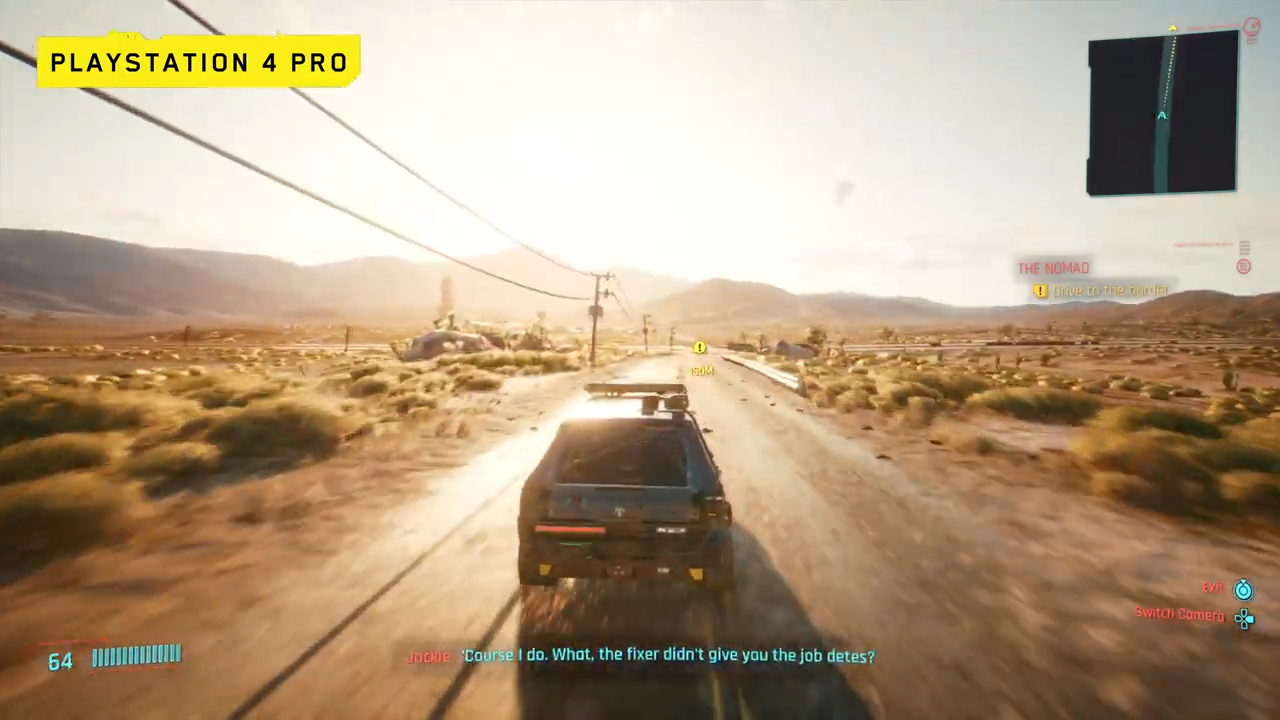 PLAYSTATION 4 PRO
THE NOMAD
Drive to the border
150M
Exit
Switch Camera
64
Jackie: 'Course I do. What, the fixer didn't give you the job detes?